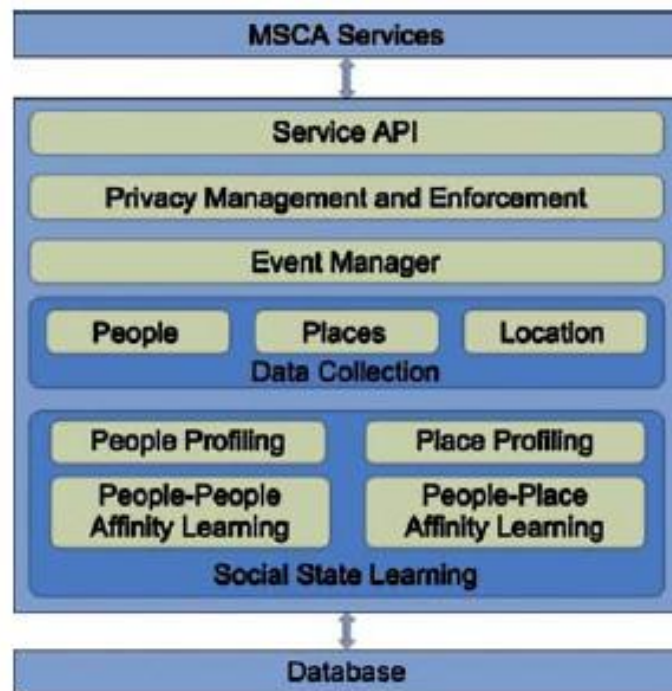 MSCA Services
Service API
Privacy Management and Enforcement
Event Manager
People
Places
Location
Data Collection
People Profiling
Place Profiling
People-People
Affinity Learning
People-Place
Affinity Learning
Social State Learning
Database